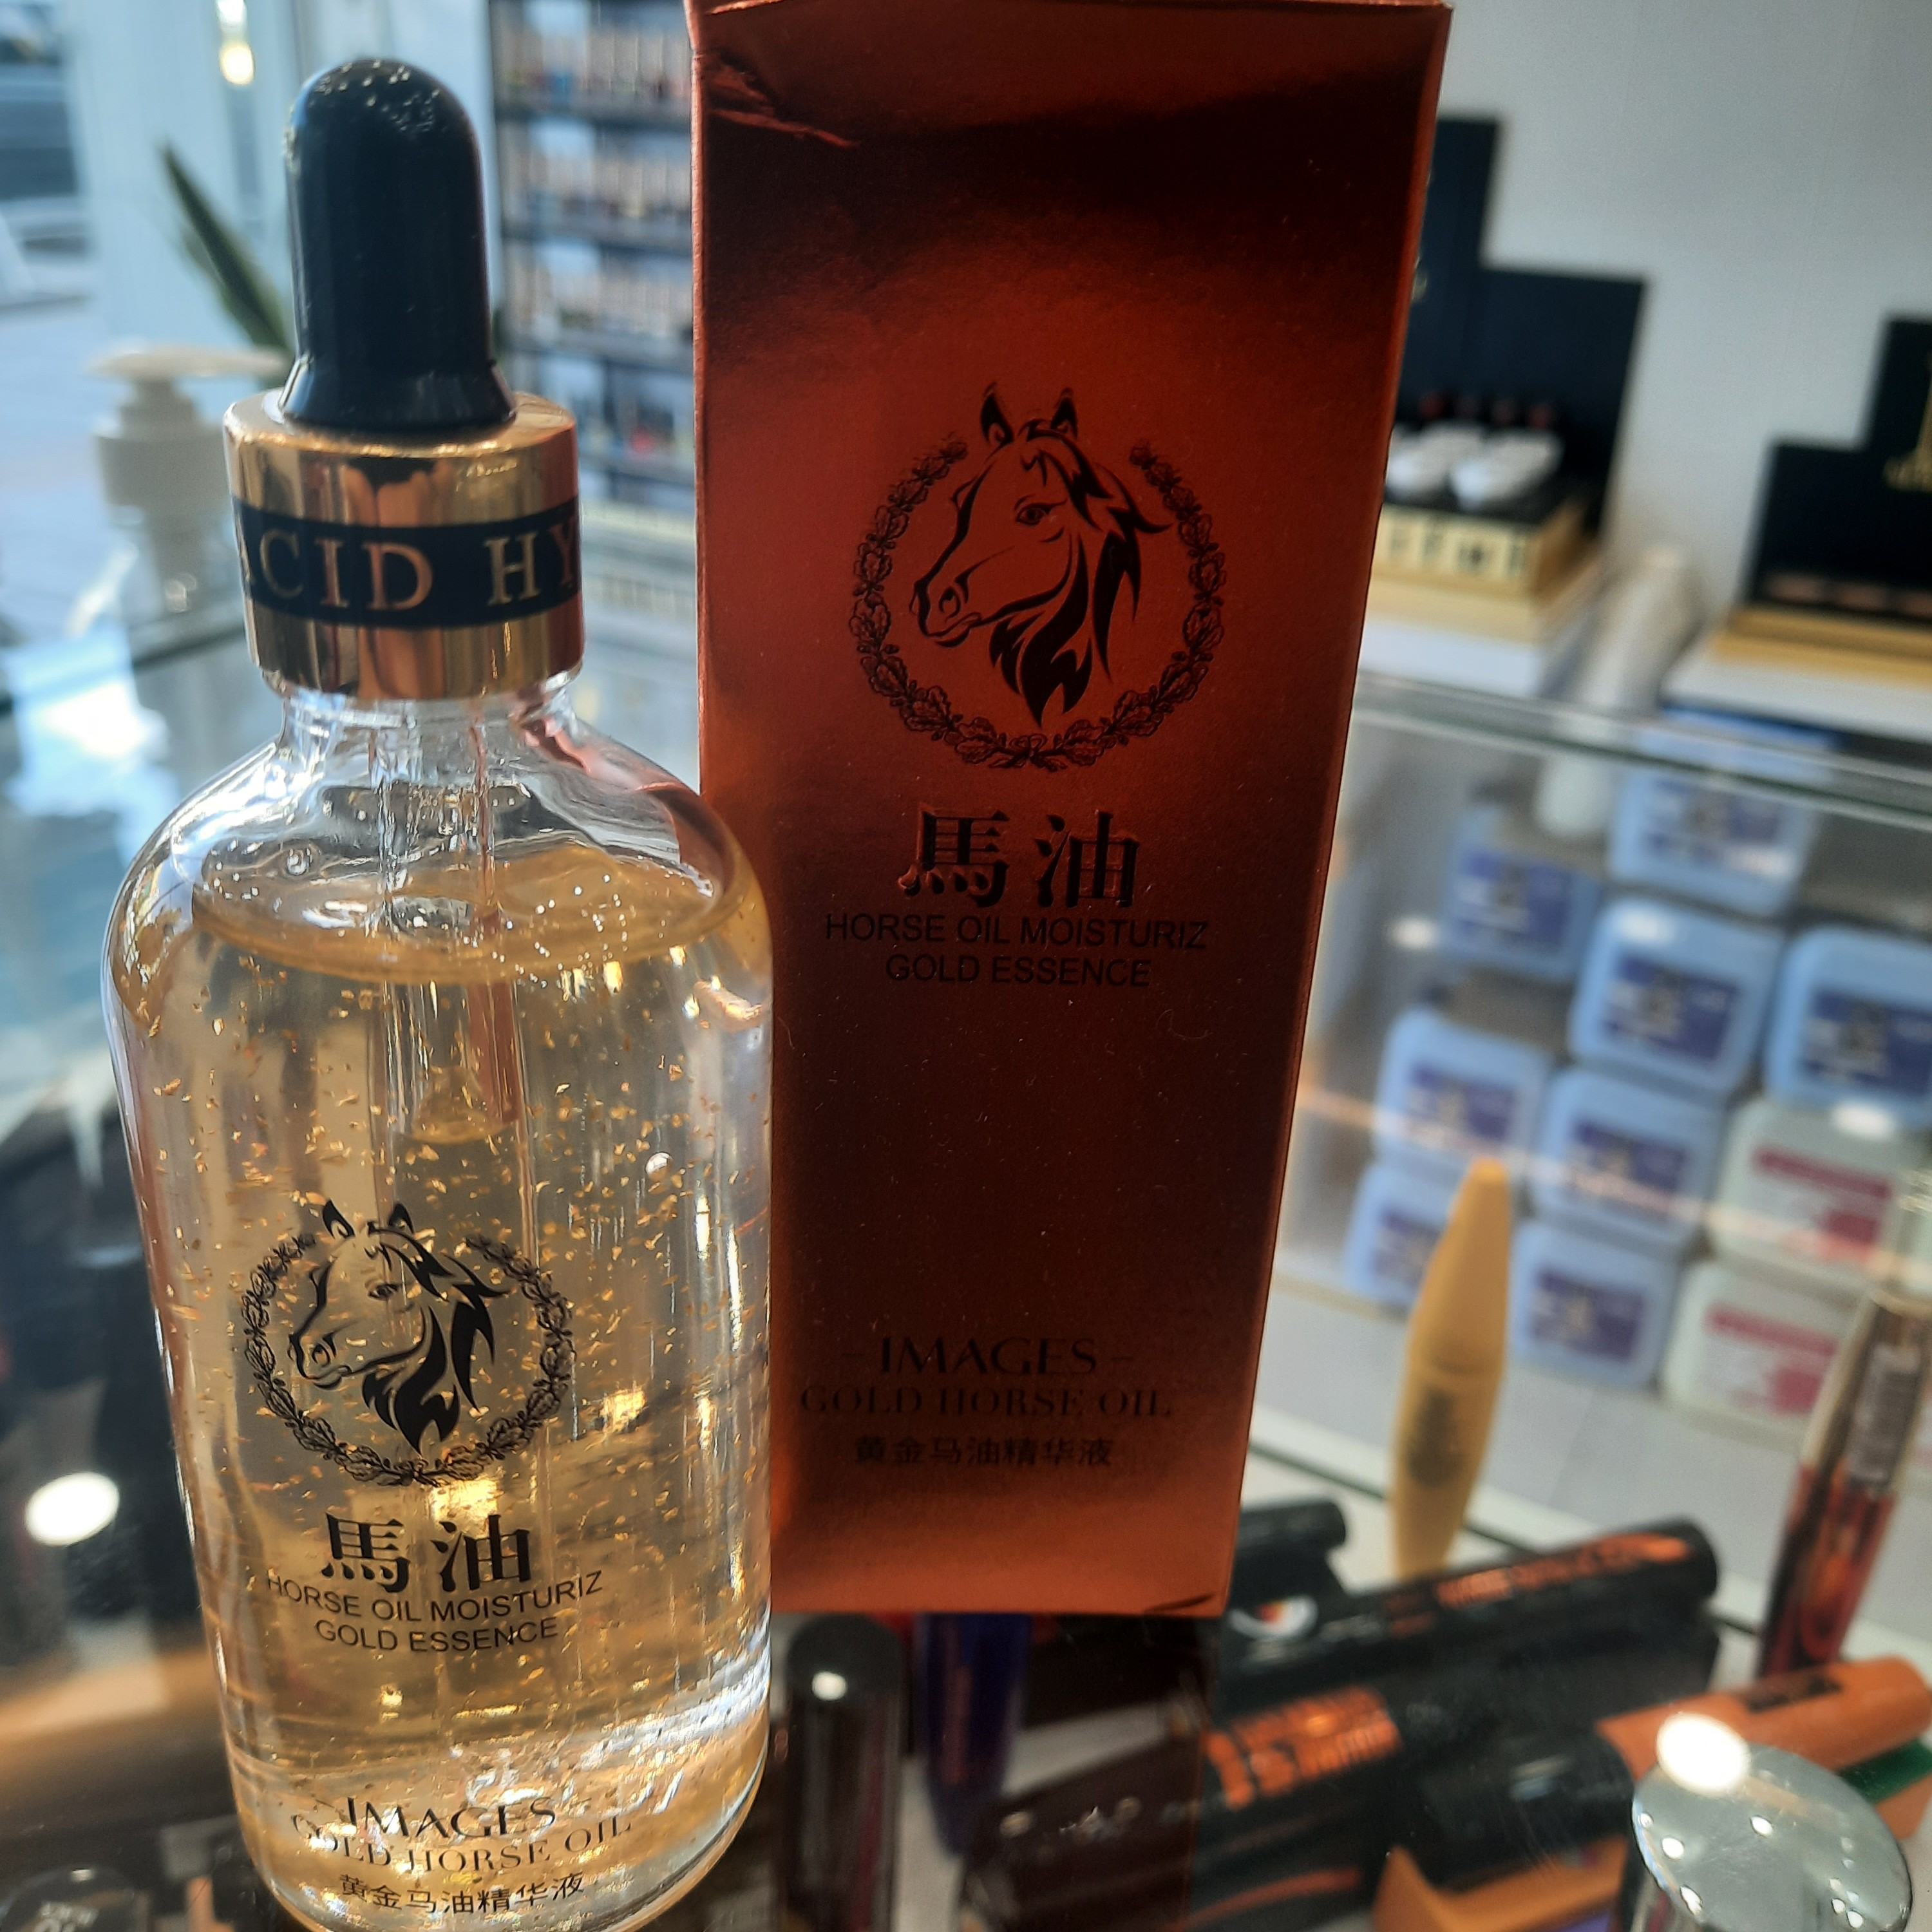 ACID HY
馬油
HORSE OIL MOISTURIZ
GOLD ESSENCE
IMAGES
GOLD HORSE OIL
黄金马油精华液
馬油
HORSE OIL MOISTURIZ
GOLD ESSENCE
-IMAGES-
GOLD HORSE OIL
黄金马油精华液